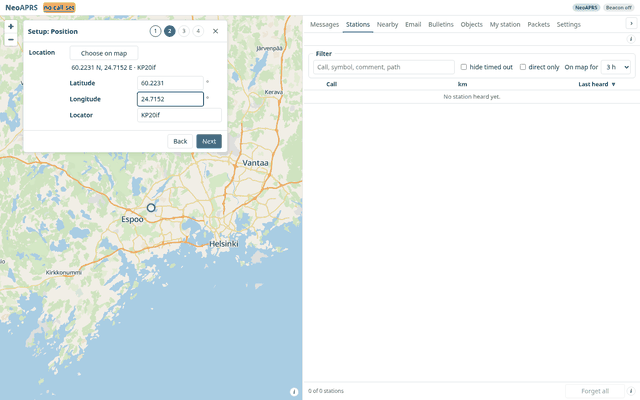 NeoAPRS
no call set
NeoAPRS
Beacon off
Setup: Position
1 2 3 4
Location
Choose on map
60.2231 N, 24.7152 E · KP20if
Latitude
60.2231
°
Longitude
24.7152
°
Locator
KP20if
Back
Next
Järvenpää
Kerava
Vantaa
Espoo
Helsinki
Kirkkonummi
Messages
Stations
Nearby
Email
Bulletins
Objects
My station
Packets
Settings
Filter
Call, symbol, comment, path
hide timed out
direct only
On map for
3 h
Call
km
Last heard ▼
No station heard yet.
0 of 0 stations
Forget all